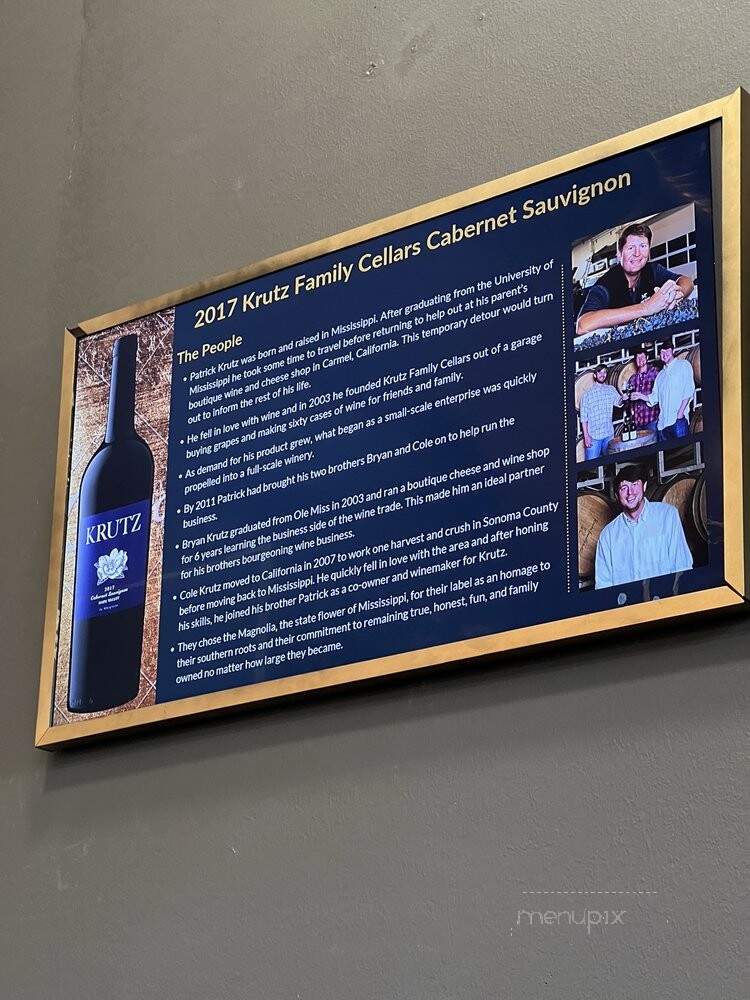 2017 Krutz Family Cellars Cabernet Sauvignon
The People
• Patrick Krutz was born and raised in Mississippi. After graduating from the University of
Mississippi he took some time to travel before returning to help out at his parent's
boutique wine and cheese shop in Carmel, California. This temporary detour would turn
out to inform the rest of his life.
• He fell in love with wine and in 2003 he founded Krutz Family Cellars out of a garage
buying grapes and making sixty cases of wine for friends and family.
• As demand for his product grew, what began as a small-scale enterprise was quickly
propelled into a full-scale winery.
• By 2011 Patrick had brought his two brothers Bryan and Cole on to help run the
business.
• Bryan Krutz graduated from Ole Miss in 2003 and ran a boutique cheese and wine shop
for 6 years learning the business side of the wine trade. This made him an ideal partner
for his brothers bourgeoning wine business.
• Cole Krutz moved to California in 2007 to work one harvest and crush in Sonoma County
before moving back to Mississippi. He quickly fell in love with the area and after honing
his skills, he joined his brother Patrick as a co-owner and winemaker for Krutz.
• They chose the Magnolia, the state flower of Mississippi, for their label as an homage to
their southern roots and their commitment to remaining true, honest, fun, and family
owned no matter how large they became.
KRUTZ
2017
Cabernet Sauvignon
menupix